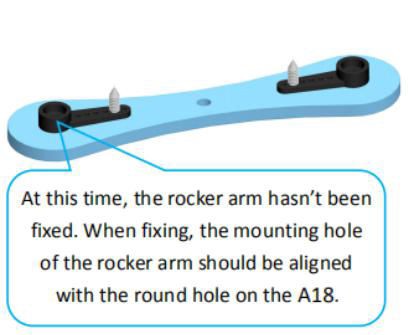 At this time, the rocker arm hasn’t been
fixed. When fixing, the mounting hole
of the rocker arm should be aligned
with the round hole on the A18.